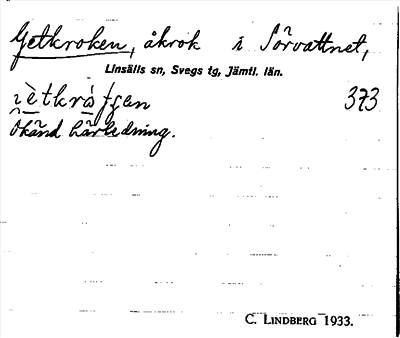 Getkroken, åkrok i Sörvattnet,
Linsälls sn, Svegs tg, Jämtl. län.
373
Okänd härledning.
C. LINDBERG 1933.